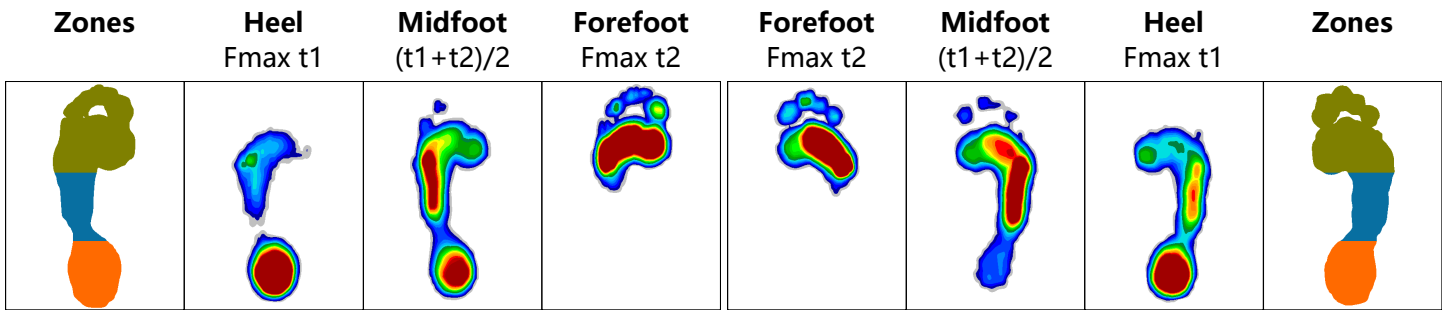 Zones Heel Midfoot Forefoot Forefoot Midfoot Heel Zones
Fmax t1 (t1+t2)/2 Fmax t2 Fmax t2 (t1+t2)/2 Fmax t1